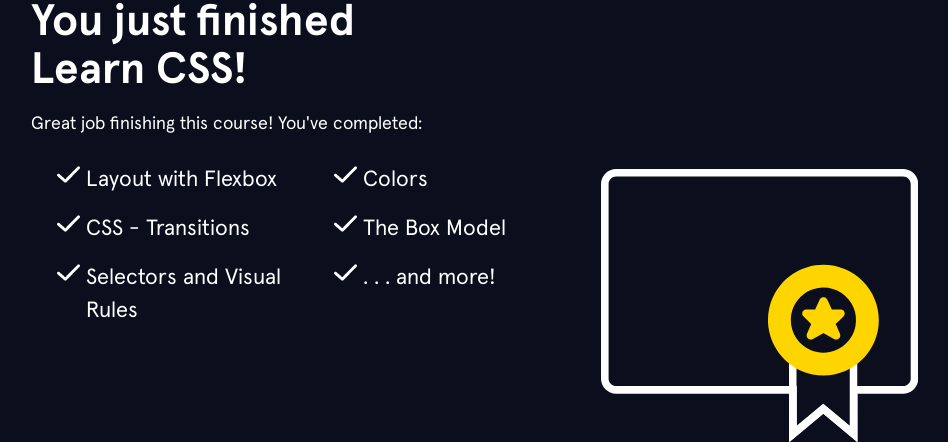 You just finished
Learn CSS!
Great job finishing this course! You've completed:
Layout with Flexbox
Colors
CSS - Transitions
The Box Model
Selectors and Visual
Rules
. . . and more!